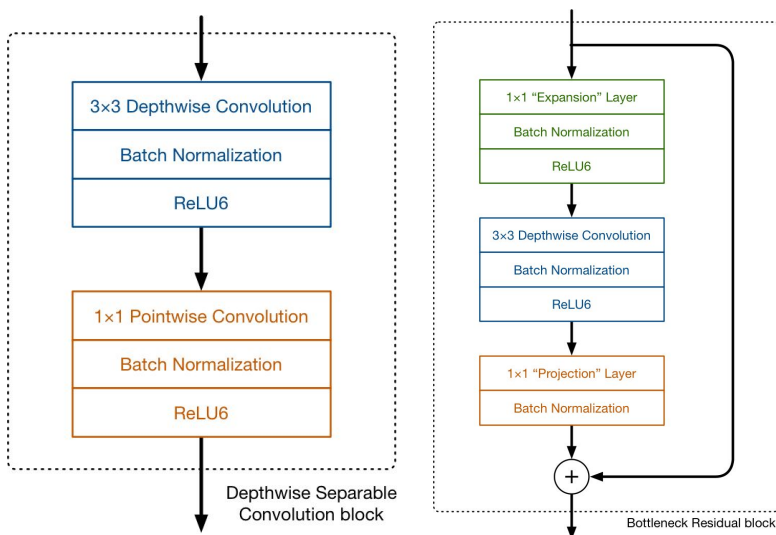 3×3 Depthwise Convolution
Batch Normalization
ReLU6
1×1 Pointwise Convolution
Batch Normalization
ReLU6
Depthwise Separable
Convolution block
1×1 “Expansion” Layer
Batch Normalization
ReLU6
3×3 Depthwise Convolution
Batch Normalization
ReLU6
1×1 “Projection” Layer
Batch Normalization
+
Bottleneck Residual block